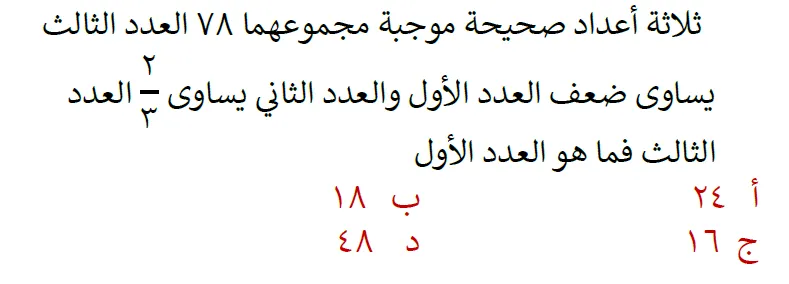 ثلاثة أعداد صحيحة موجبة مجموعهما ٧٨ العدد الثالث
يساوى ضعف العدد الأول والعدد الثاني يساوى ٢/٣ العدد
الثالث فما هو العدد الأول
أ ٢٤ ب ١٨
ج ١٦ د ٤٨